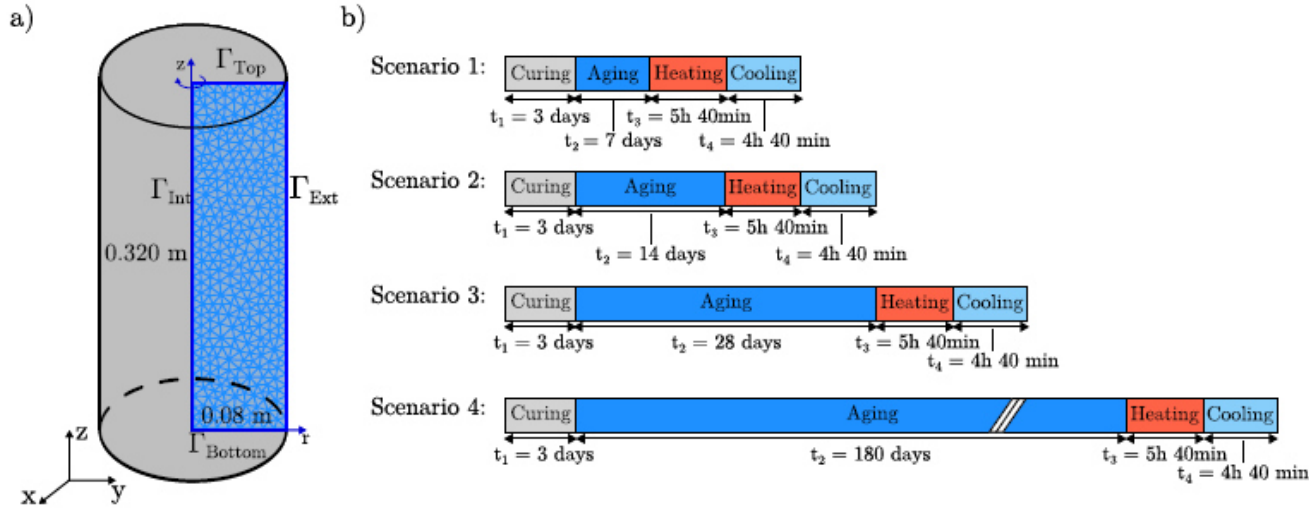 a)
z
Γ_Top
Γ_Int
Γ_Ext
0.320 m
0.08 m
r
Γ_Bottom
z
x
y
b)
Scenario 1:
Curing Aging Heating Cooling
t₁ = 3 days t₃ = 5h 40min
t₂ = 7 days t₄ = 4h 40 min
Scenario 2:
Curing Aging Heating Cooling
t₁ = 3 days t₃ = 5h 40min
t₂ = 14 days t₄ = 4h 40 min
Scenario 3:
Curing Aging Heating Cooling
t₁ = 3 days t₂ = 28 days t₃ = 5h 40min
t₄ = 4h 40 min
Scenario 4:
Curing Aging Heating Cooling
t₁ = 3 days t₂ = 180 days t₃ = 5h 40min
t₄ = 4h 40 min